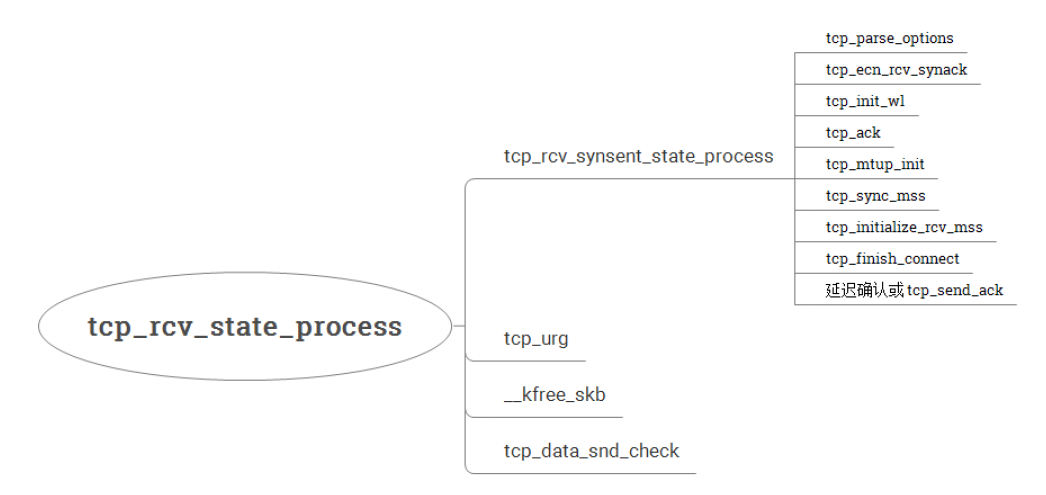 tcp_rcv_state_process
tcp_rcv_synsent_state_process
tcp_parse_options
tcp_ecn_rcv_synack
tcp_init_wl
tcp_ack
tcp_mtup_init
tcp_sync_mss
tcp_initialize_rcv_mss
tcp_finish_connect
延迟确认或 tcp_send_ack
tcp_urg
__kfree_skb
tcp_data_snd_check